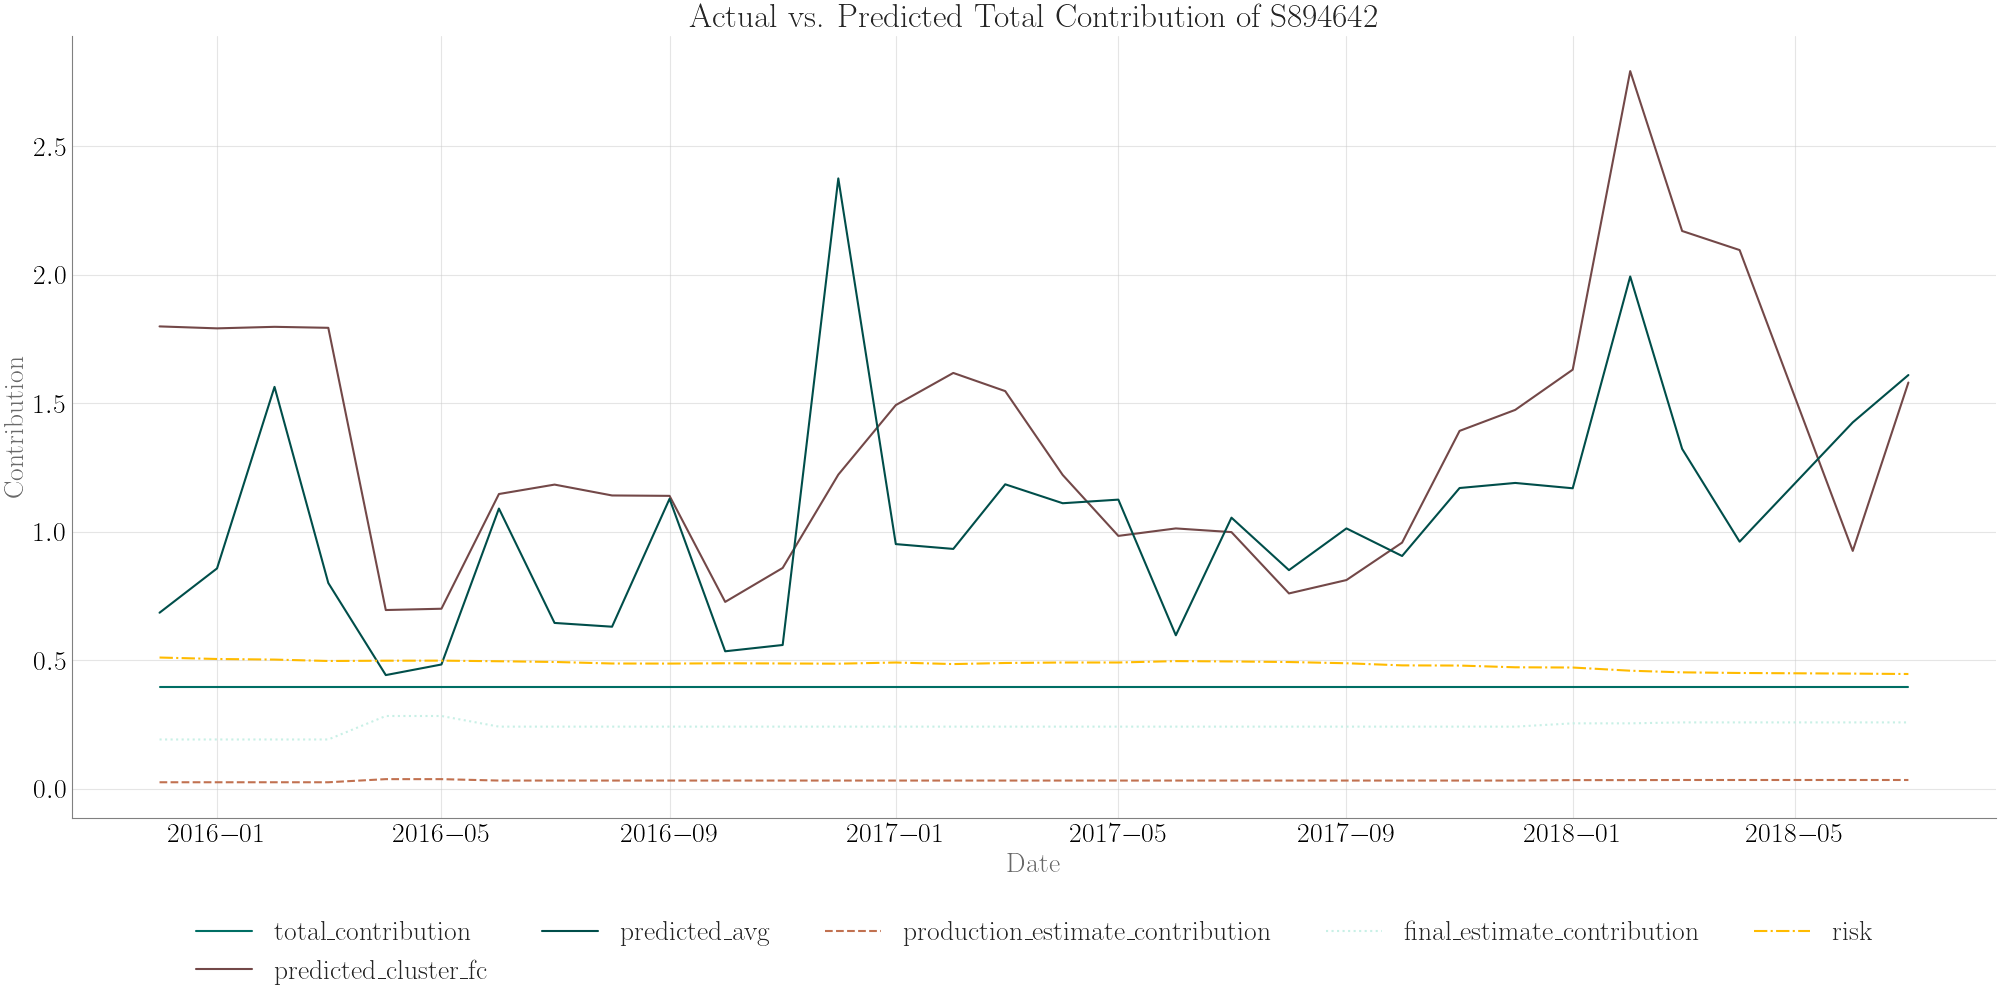 Actual vs. Predicted Total Contribution of S894642
Contribution
2.5
2.0
1.5
1.0
0.5
0.0
2016−01 2016−05 2016−09 2017−01 2017−05 2017−09 2018−01 2018−05
Date
total_contribution predicted_avg production_estimate_contribution final_estimate_contribution risk
predicted_cluster_fc